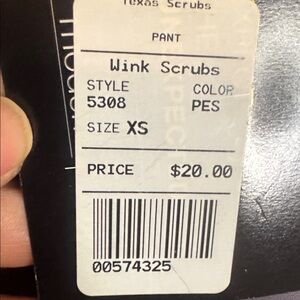 Texas Scrubs
PANT
Wink Scrubs
STYLE COLOR
5308 PES
SIZE XS
PRICE $20.00
00574325